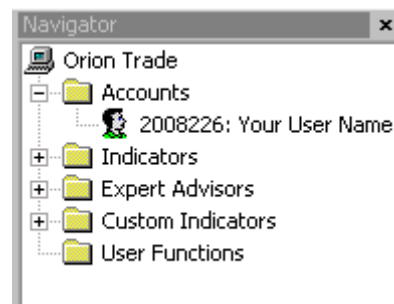 Navigator
Orion Trade
Accounts
2008226: Your User Name
Indicators
Expert Advisors
Custom Indicators
User Functions